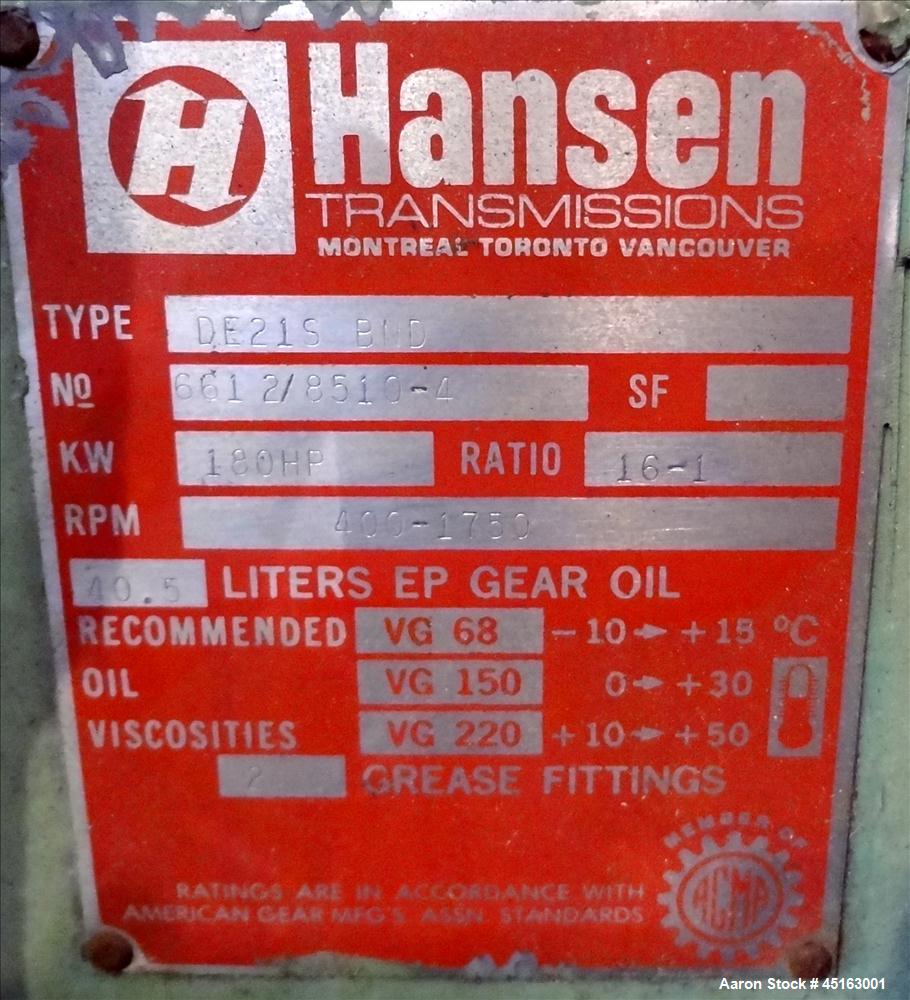 H Hansen
TRANSMISSIONS
MONTREAL TORONTO VANCOUVER
TYPE DE21S BND
Nº 6612/8510-4 SF
KW 180HP RATIO 16-1
RPM 400-1750
40.5 LITERS EP GEAR OIL
RECOMMENDED VG 68 -10→+15 ºC
OIL VG 150 0→+30
VISCOSITIES VG 220 +10→+50
2 GREASE FITTINGS
MEMBER OF
AGMA
RATINGS ARE IN ACCORDANCE WITH
AMERICAN GEAR MFG'S ASSN. STANDARDS
Aaron Stock # 45163001